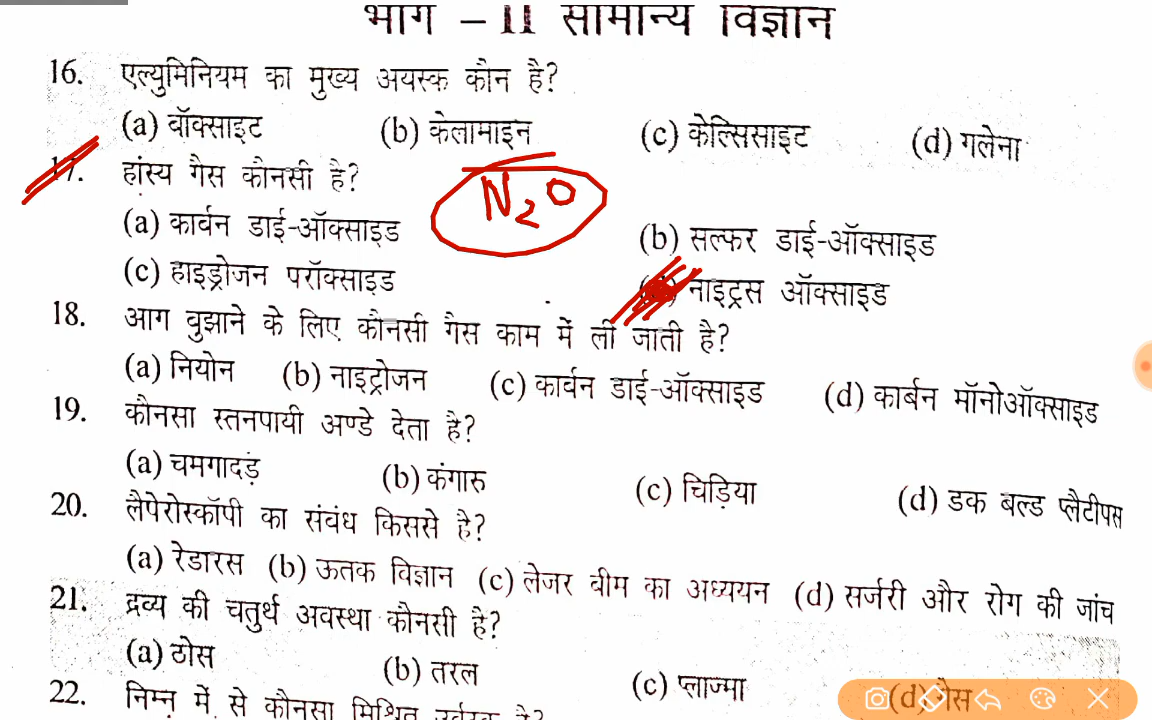 भाग – II सामान्य विज्ञान
16. एल्युमिनियम का मुख्य अयस्क कौन है?
(a) बॉक्साइट (b) केलामाइन (c) केल्सिसाइट (d) गलेना
17. हांस्य गैस कौनसी है?
N₂O
(a) कार्बन डाई-ऑक्साइड (b) सल्फर डाई-ऑक्साइड
(c) हाइड्रोजन परॉक्साइड नाइट्रस ऑक्साइड
18. आग बुझाने के लिए कौनसी गैस काम में ली जाती है?
(a) नियोन (b) नाइट्रोजन (c) कार्बन डाई-ऑक्साइड (d) कार्बन मॉनोऑक्साइड
19. कौनसा स्तनपायी अण्डे देता है?
(a) चमगादड़ (b) कंगारु (c) चिड़िया (d) डक बल्ड प्लैटीपस
20. लैपेरोस्कॉपी का संबंध किससे है?
(a) रेडारस (b) ऊतक विज्ञान (c) लेजर बीम का अध्ययन (d) सर्जरी और रोग की जांच
21. द्रव्य की चतुर्थ अवस्था कौनसी है?
(a) ठोस (b) तरल (c) प्लाज्मा (d) गैस
22. निम्न में से कौनसा मिश्रित उर्वरक है?